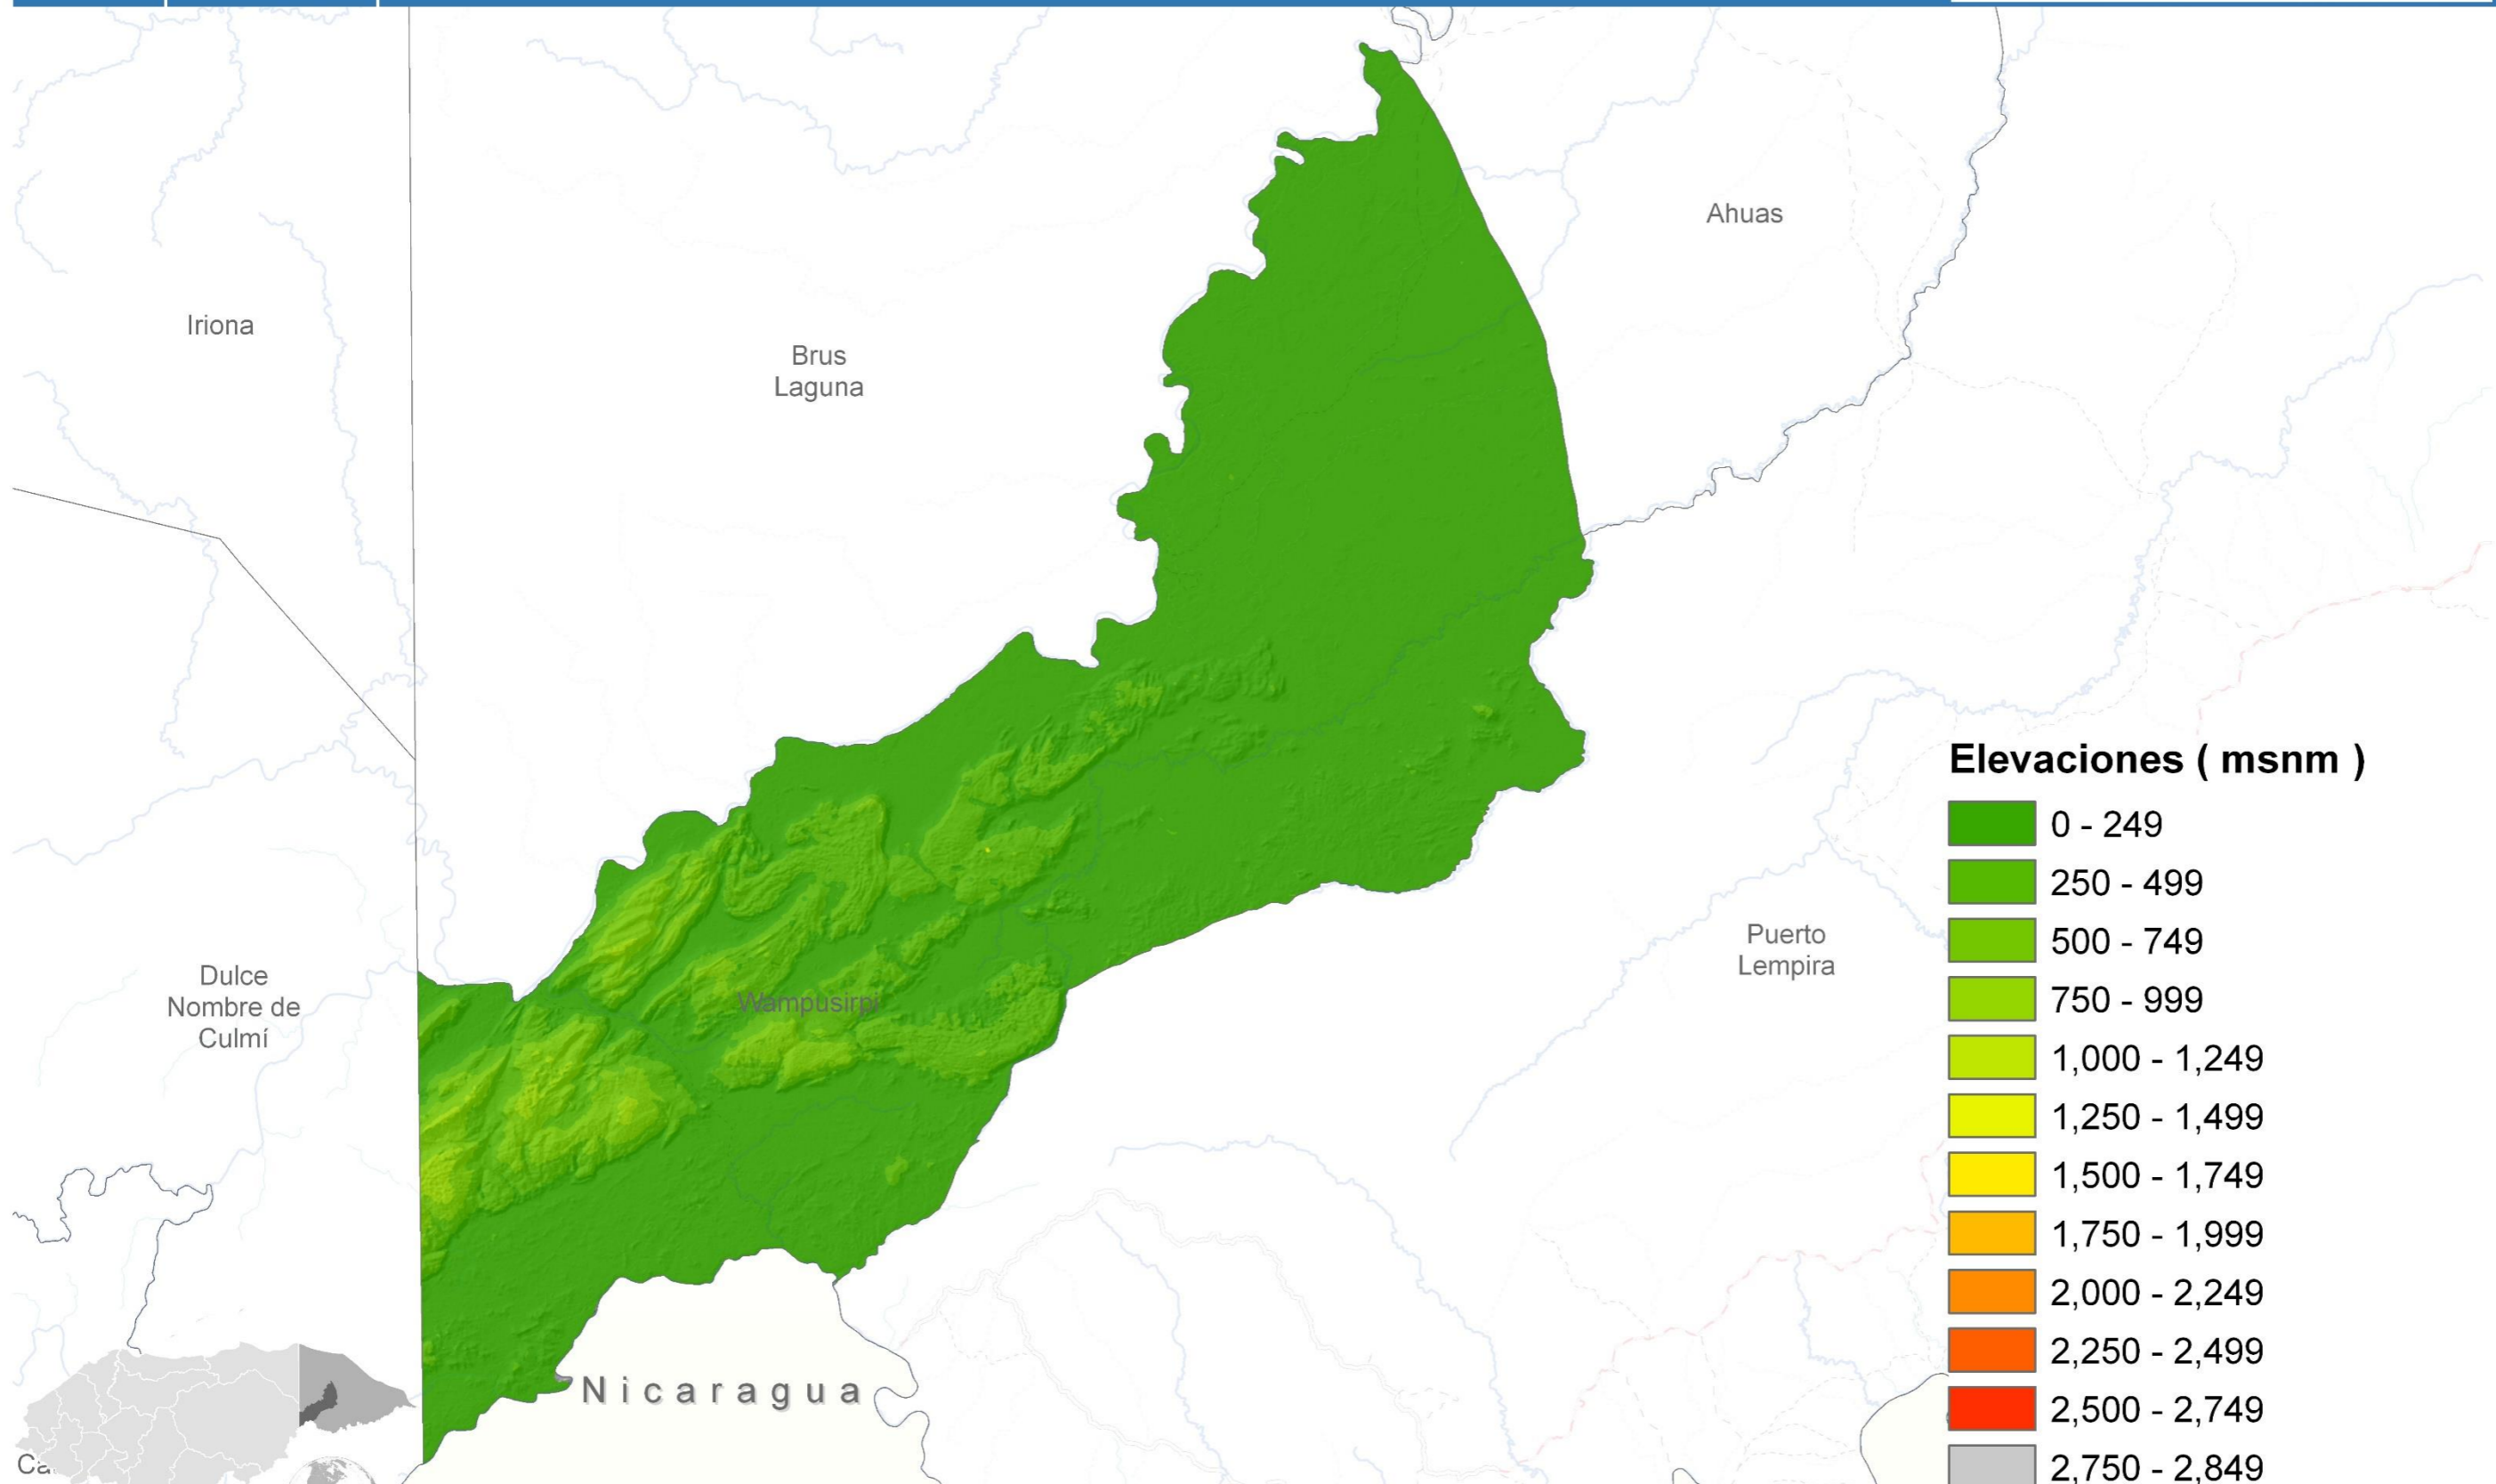 Ahuas
Iriona
Brus
Laguna
Elevaciones ( msnm )
0 - 249
250 - 499
500 - 749
750 - 999
1,000 - 1,249
1,250 - 1,499
1,500 - 1,749
1,750 - 1,999
2,000 - 2,249
2,250 - 2,499
2,500 - 2,749
2,750 - 2,849
Puerto
Lempira
Dulce
Nombre de
Culmí
Wampusirpi
Nicaragua